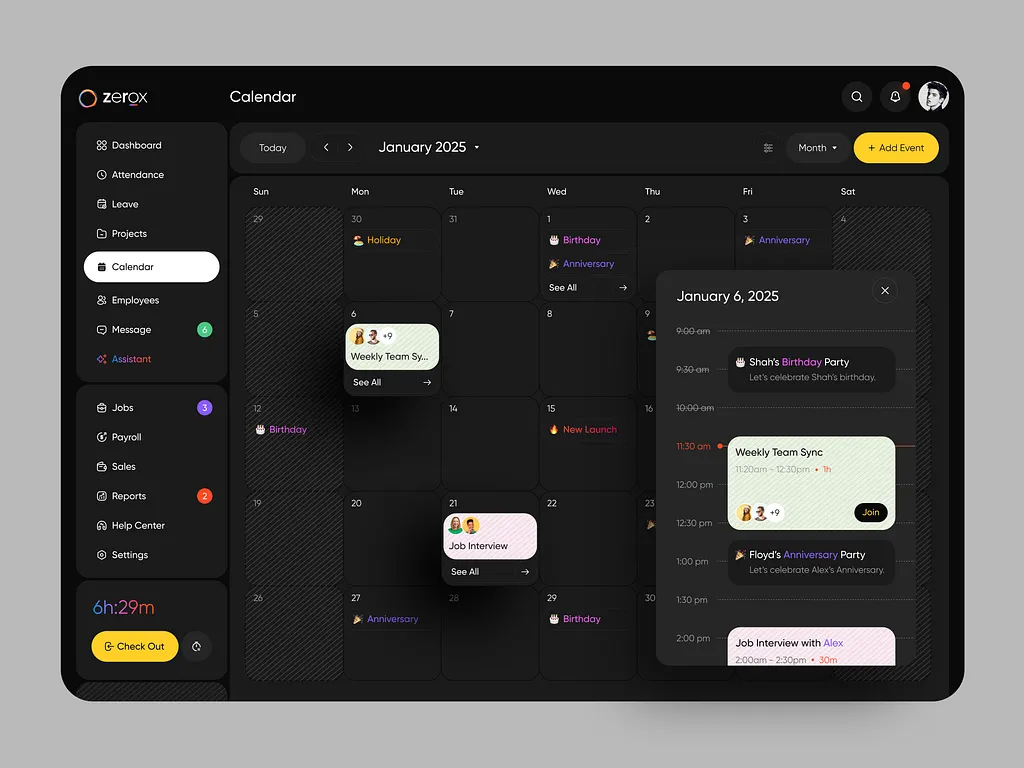 zerox
Calendar
Dashboard
Attendance
Leave
Projects
Calendar
Employees
Message 6
Assistant
Jobs 3
Payroll
Sales
Reports 2
Help Center
Settings
6h:29m
Check Out
Today
January 2025
Month
+ Add Event
Sun Mon Tue Wed Thu Fri Sat
29 30 31 1 2 3 4
Holiday
Birthday
Anniversary
See All
Anniversary
5 6 7 8 9
+9
Weekly Team Sy...
See All
12 13 14 15 16
Birthday
New Launch
19 20 21 22 23
Job Interview
See All
26 27 28 29 30
Anniversary
Birthday
January 6, 2025
9:00 am
9:30 am
Shah's Birthday Party
Let's celebrate Shah's birthday.
10:00 am
11:30 am
Weekly Team Sync
11:20am - 12:30pm • 1h
12:00 pm
+9
Join
12:30 pm
Floyd's Anniversary Party
1:00 pm
Let's celebrate Alex's Anniversary.
1:30 pm
2:00 pm
Job Interview with Alex
2:00am - 2:30pm • 30m